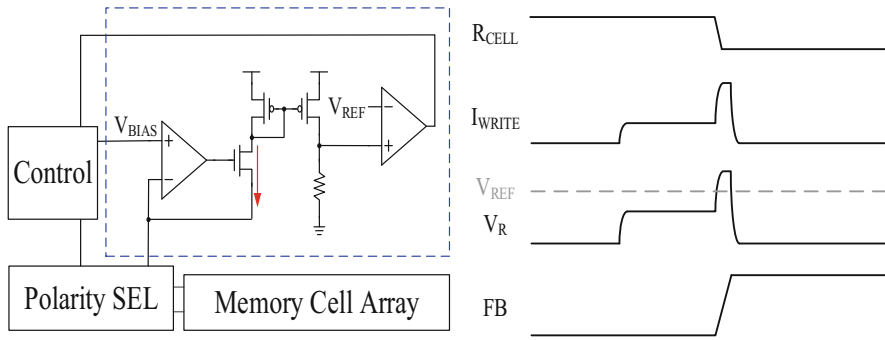 V_BIAS
+
−
V_REF
−
+
Control
Polarity SEL
Memory Cell Array
R_CELL
I_WRITE
V_REF
V_R
FB